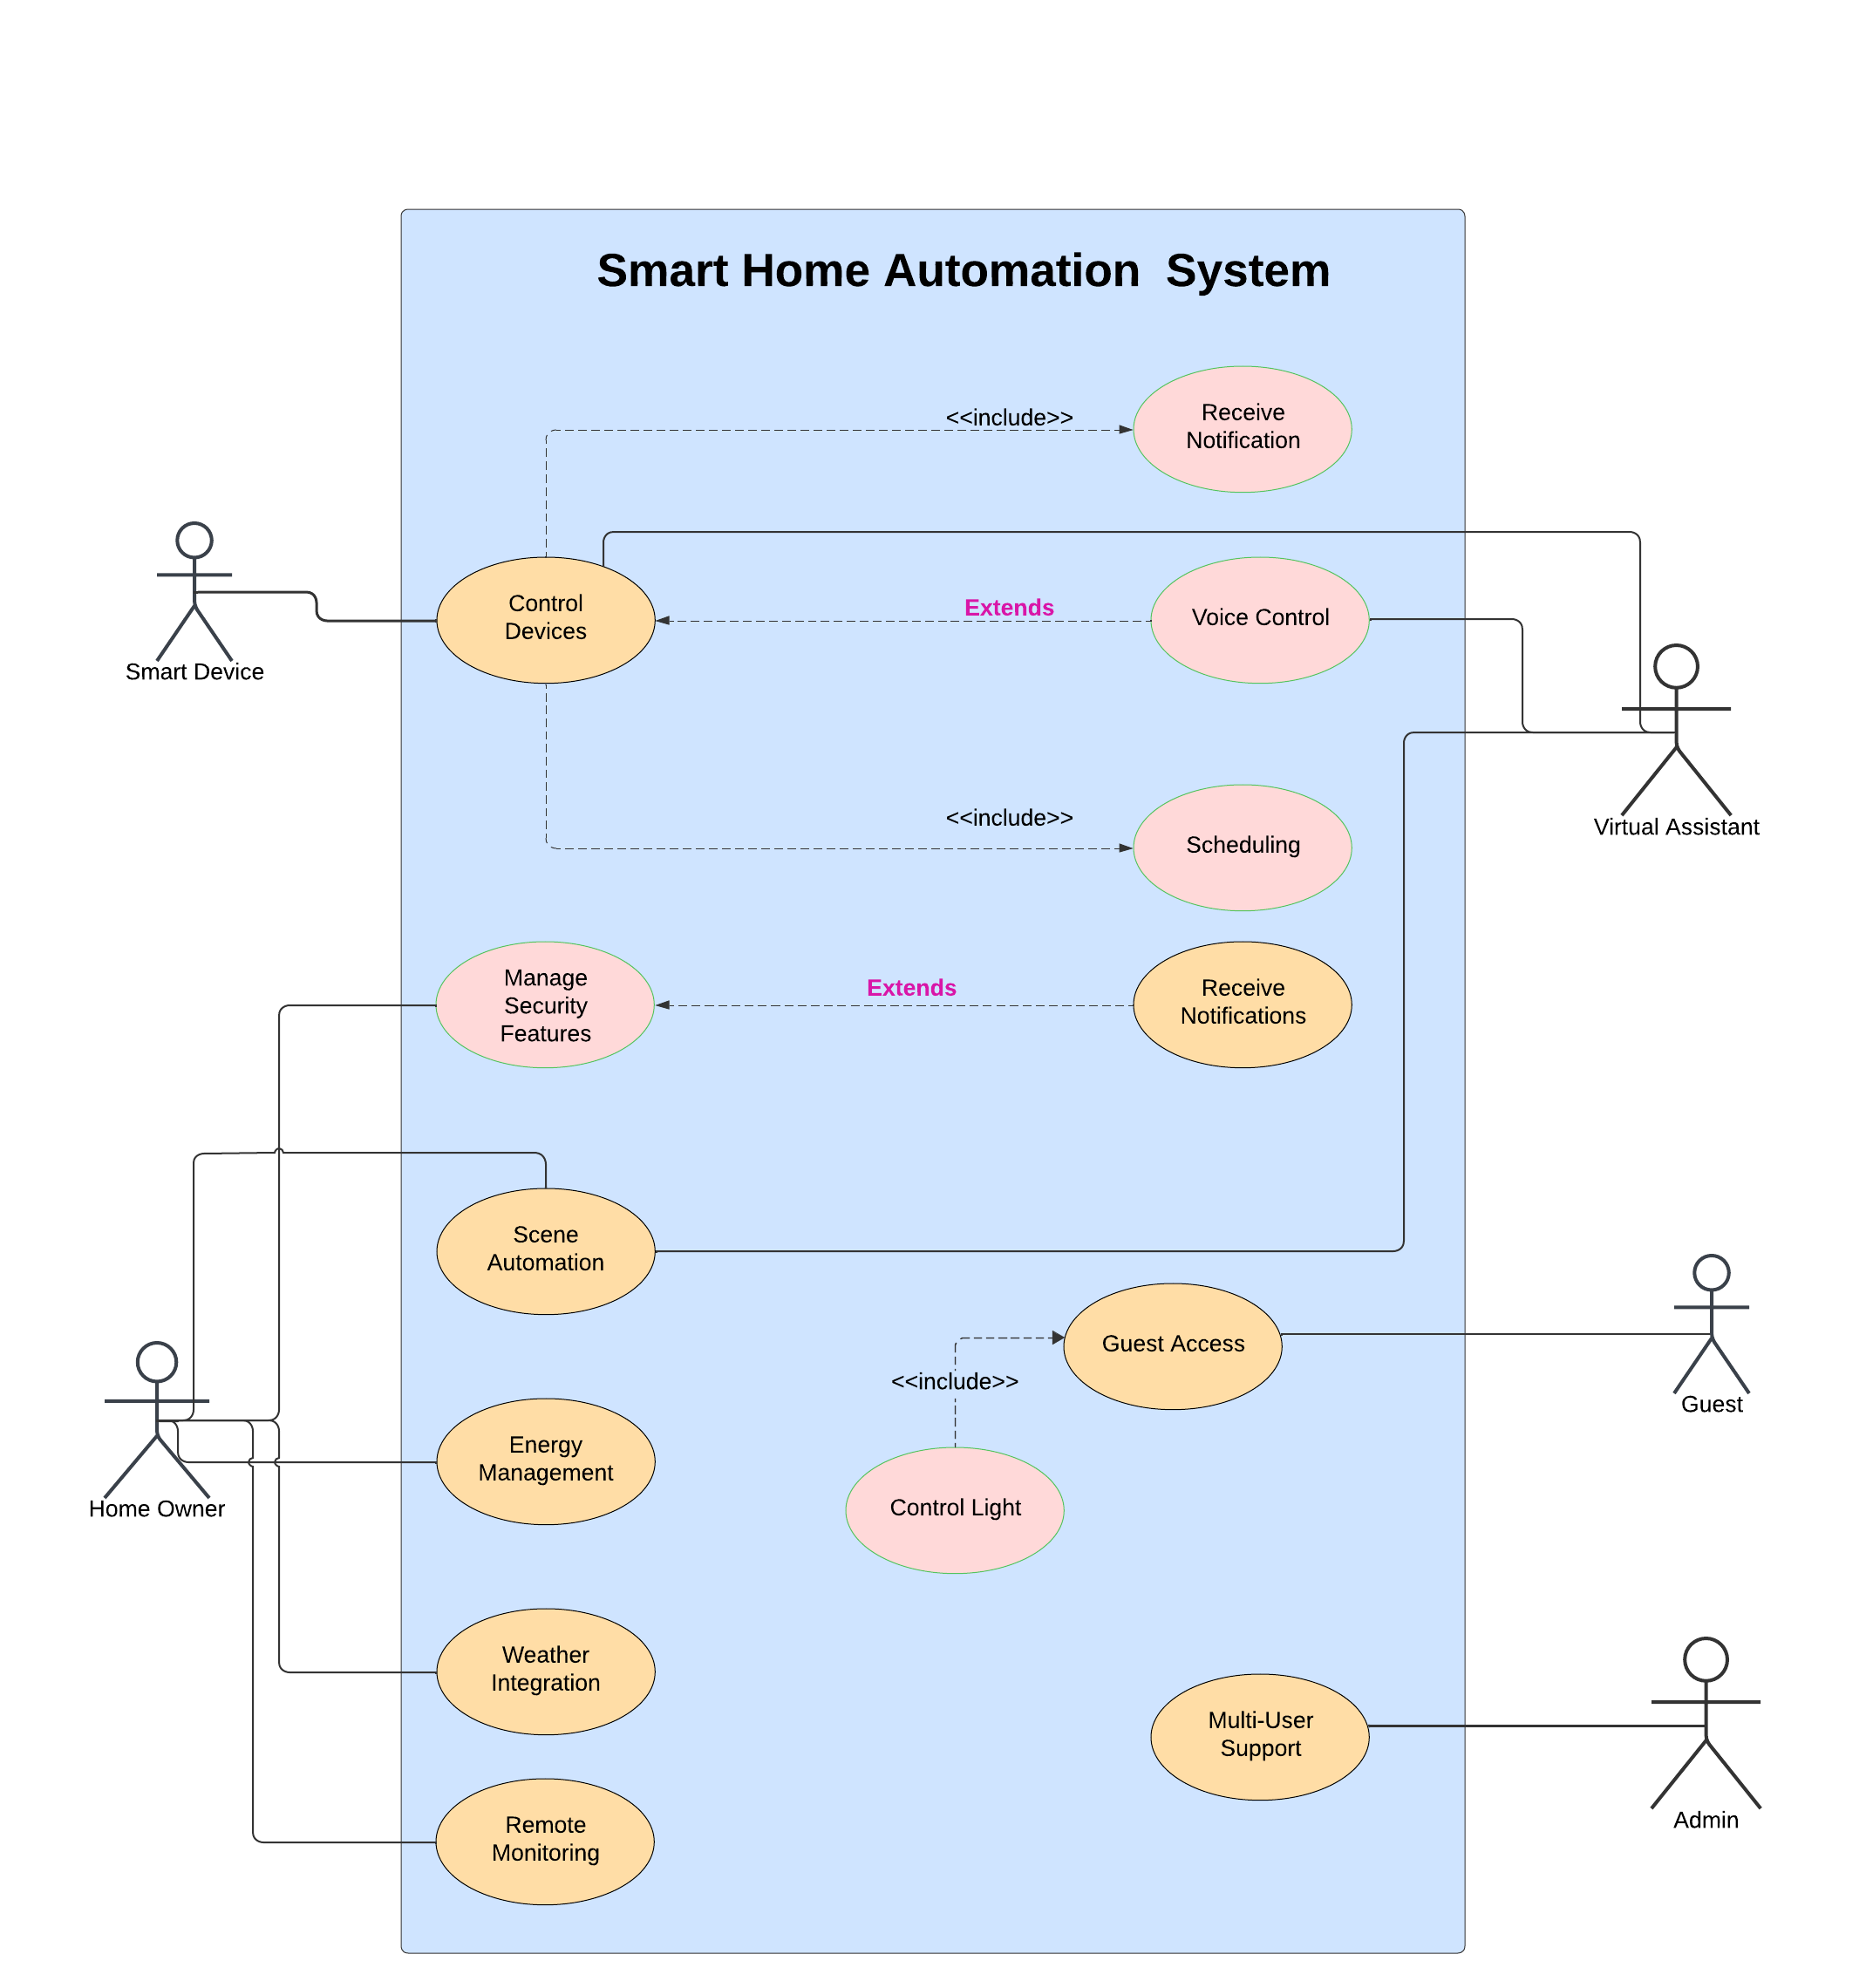 Smart Home Automation  System
<<include>>
Receive
Notification
Control
Devices
Extends
Voice Control
Smart Device
<<include>>
Scheduling
Virtual Assistant
Manage
Security
Features
Extends
Receive
Notifications
Scene
Automation
Guest Access
<<include>>
Guest
Energy
Management
Control Light
Home Owner
Weather
Integration
Multi-User
Support
Remote
Monitoring
Admin